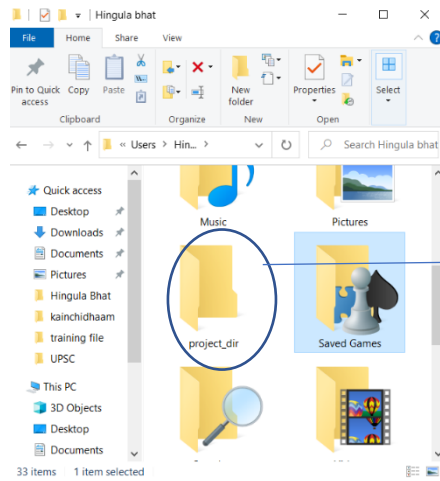 Hingula bhat
File Home Share View
Pin to Quick access
Copy
Paste
New folder
Properties
Select
Clipboard Organize New Open
« Users > Hin... > Search Hingula bhat
Quick access
Desktop
Downloads
Documents
Pictures
Hingula Bhat
kainchidhaam
training file
UPSC
This PC
3D Objects
Desktop
Documents
Music Pictures
project_dir Saved Games
33 items 1 item selected